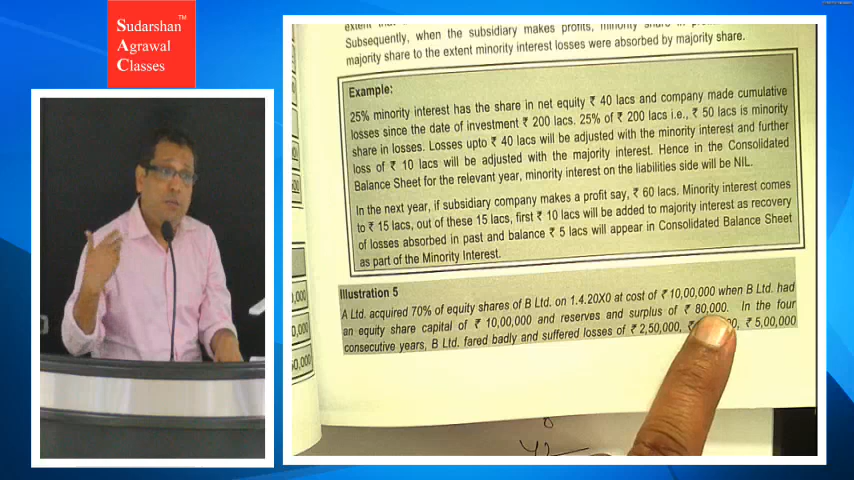 Sudarshan™
Agrawal
Classes
Subsequently, when the subsidiary makes profits, minority share in
majority share to the extent minority interest losses were absorbed by majority share.
Example:
25% minority interest has the share in net equity ₹ 40 lacs and company made cumulative
losses since the date of investment ₹ 200 lacs. 25% of ₹ 200 lacs i.e., ₹ 50 lacs is minority
share in losses. Losses upto ₹ 40 lacs will be adjusted with the minority interest and further
loss of ₹ 10 lacs will be adjusted with the majority interest. Hence in the Consolidated
Balance Sheet for the relevant year, minority interest on the liabilities side will be NIL.
In the next year, if subsidiary company makes a profit say, ₹ 60 lacs. Minority interest comes
to ₹ 15 lacs, out of these 15 lacs, first ₹ 10 lacs will be added to majority interest as recovery
of losses absorbed in past and balance ₹ 5 lacs will appear in Consolidated Balance Sheet
as part of the Minority Interest.
Illustration 5
A Ltd. acquired 70% of equity shares of B Ltd. on 1.4.20X0 at cost of ₹ 10,00,000 when B Ltd. had
an equity share capital of ₹ 10,00,000 and reserves and surplus of ₹ 80,000. In the four
consecutive years, B Ltd. fared badly and suffered losses of ₹ 2,50,000, ₹ 5,00,000